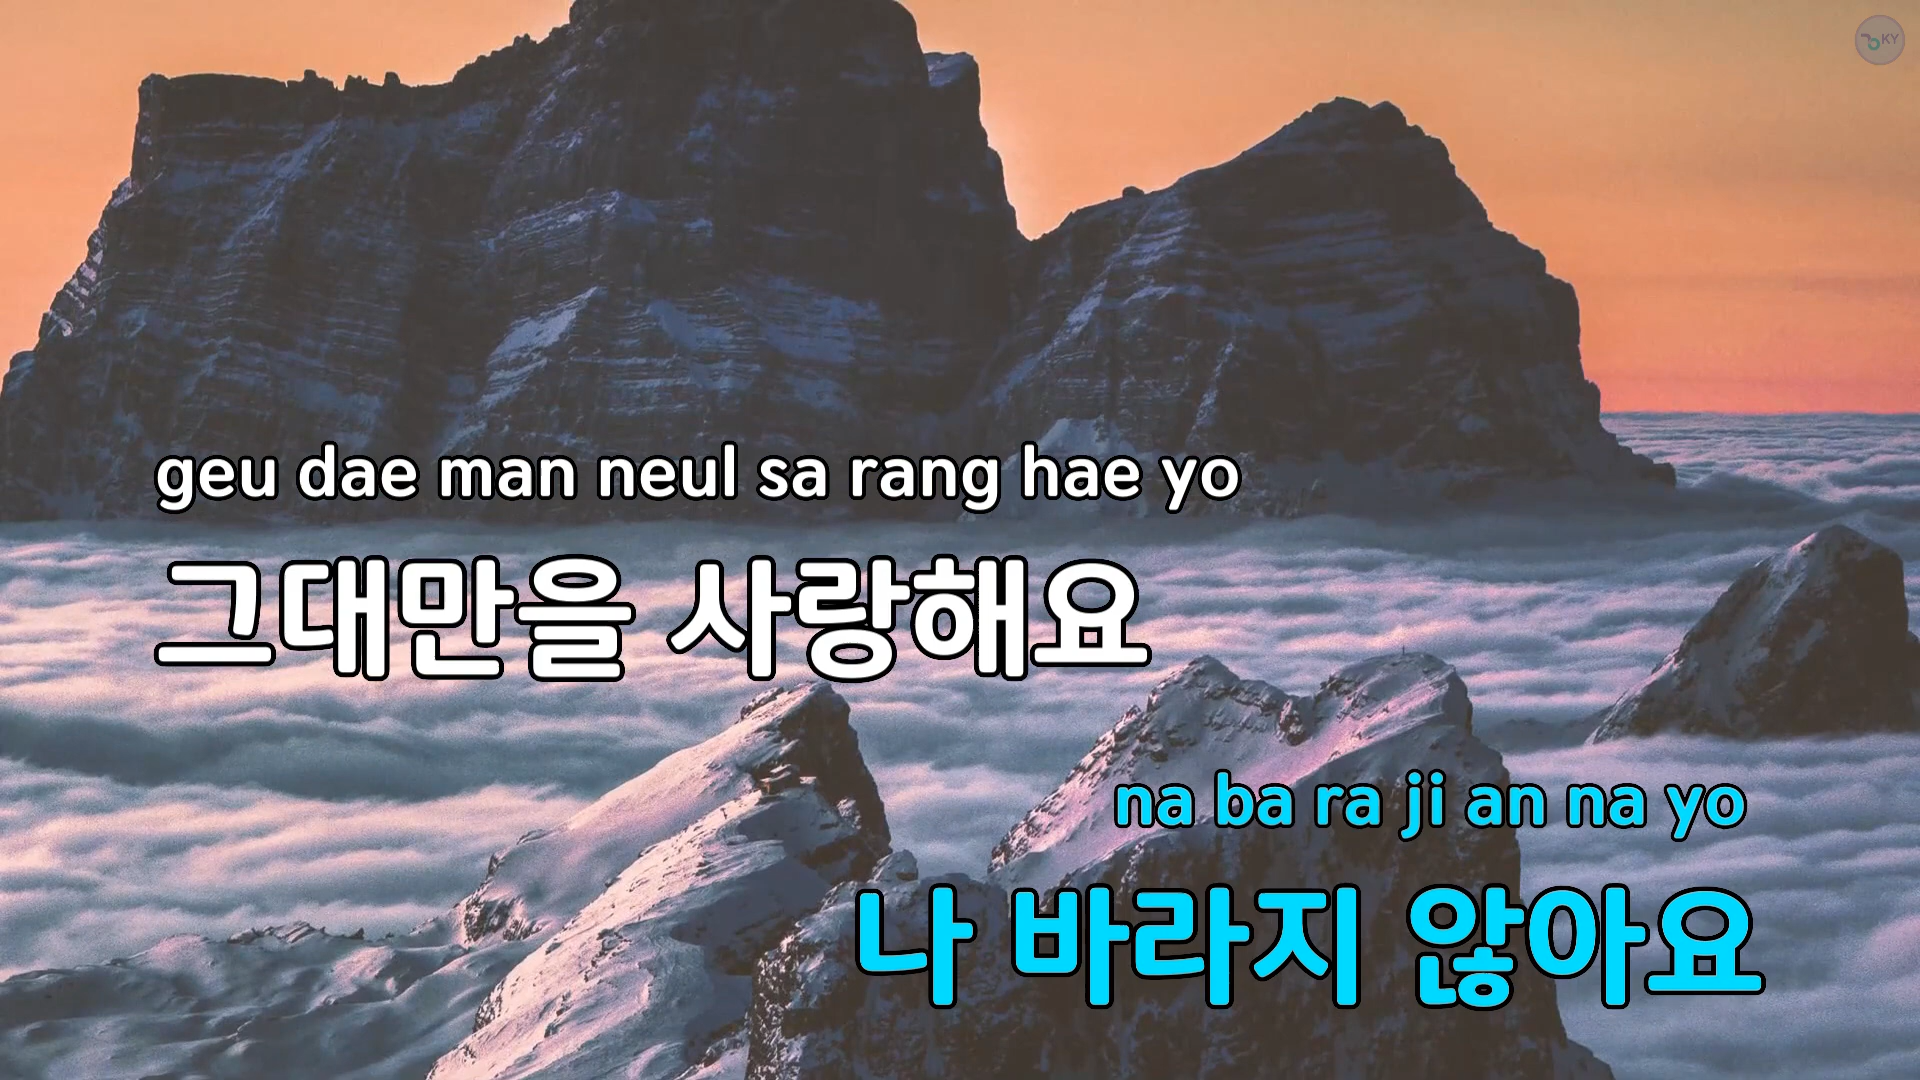 KY
geu dae man neul sa rang hae yo
그대만을 사랑해요
na ba ra ji an na yo
나 바라지 않아요